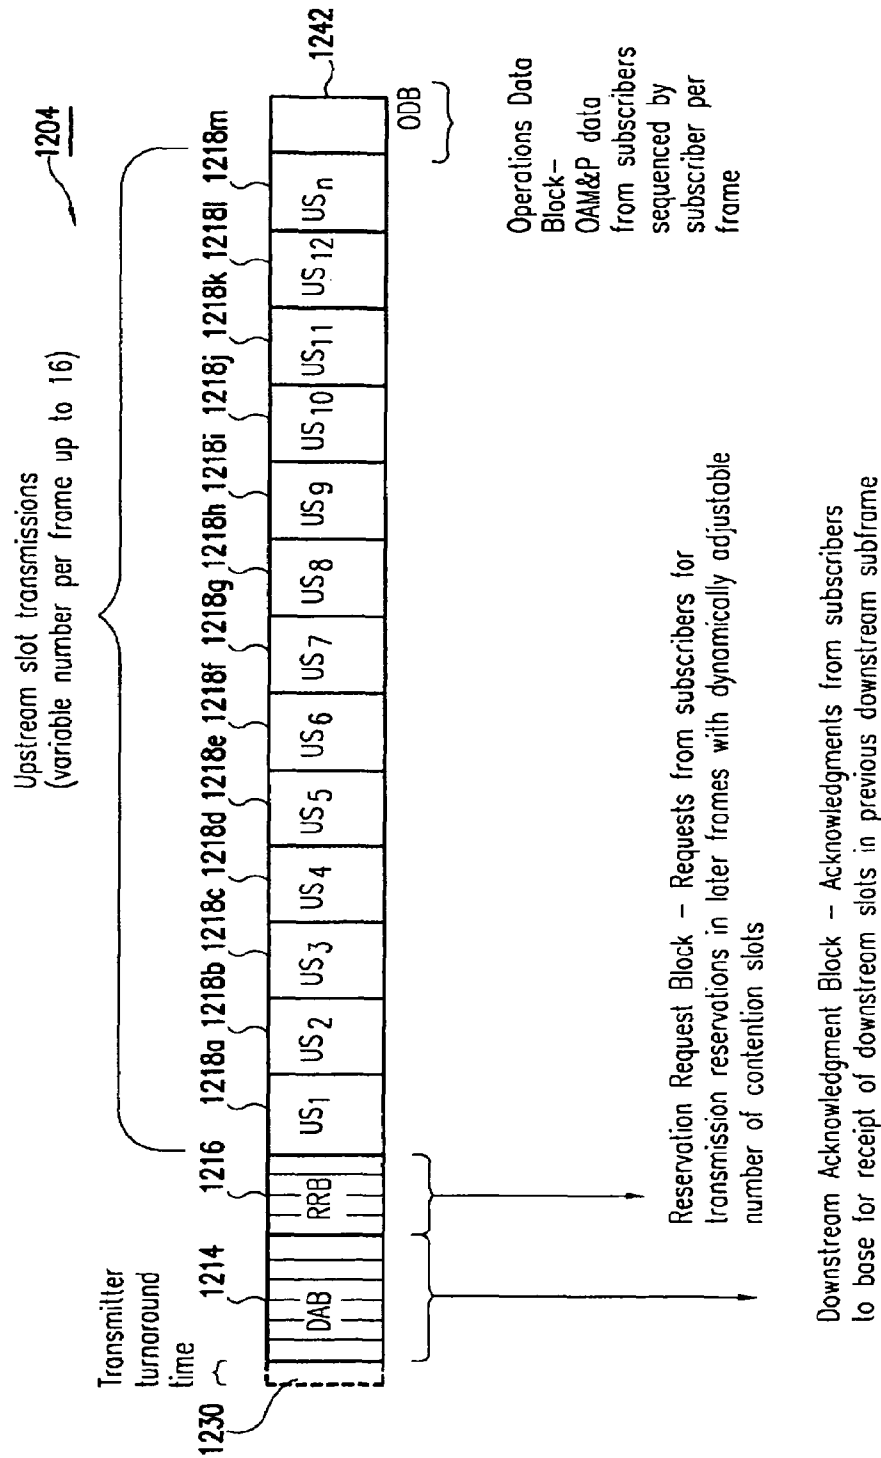 1204
Upstream slot transmissions
(variable number per frame up to 16)
Transmitter
turnaround
time
1230 1214 1216 1218a 1218b 1218c 1218d 1218e 1218f 1218g 1218h 1218i 1218j 1218k 1218l 1218m 1242
DAB RRB US1 US2 US3 US4 US5 US6 US7 US8 US9 US10 US11 US12 USn
ODB
Operations Data
Block-
OAM&P data
from subscribers
sequenced by
subscriber per
frame
Reservation Request Block – Requests from subscribers for
transmission reservations in later frames with dynamically adjustable
number of contention slots
Downstream Acknowledgment Block – Acknowledgments from subscribers
to base for receipt of downstream slots in previous downstream subframe